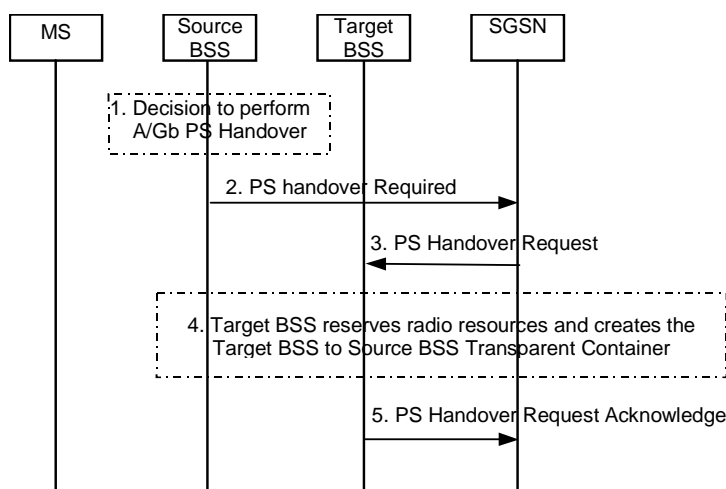 MS
Source
BSS
Target
BSS
SGSN
1. Decision to perform
A/Gb PS Handover
2. PS handover Required
3. PS Handover Request
4. Target BSS reserves radio resources and creates the
Target BSS to Source BSS Transparent Container
5. PS Handover Request Acknowledge